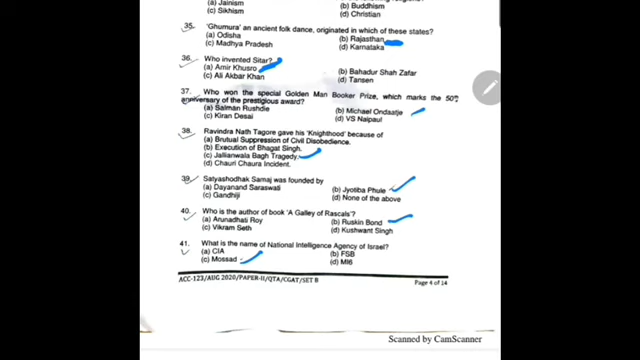 (a) Jainism
(b) Buddhism
(c) Sikhism
(d) Christian
35. 'Ghumura' an ancient folk dance, originated in which of these states?
(a) Odisha
(b) Rajasthan
(c) Madhya Pradesh
(d) Karnataka
36. Who invented Sitar?
(a) Amir Khusro
(b) Bahadur Shah Zafar
(c) Ali Akbar Khan
(d) Tansen
37. Who won the special Golden Man Booker Prize, which marks the 50th
anniversary of the prestigious award?
(a) Salman Rushdie
(b) Michael Ondaatje
(c) Kiran Desai
(d) VS Naipaul
38. Ravindra Nath Tagore gave his 'Knighthood' because of
(a) Brutual Suppression of Civil Disobedience.
(b) Execution of Bhagat Singh.
(c) Jallianwala Bagh Tragedy.
(d) Chauri Chaura Incident.
39. Satyashodhak Samaj was founded by
(a) Dayanand Saraswati
(b) Jyotiba Phule
(c) Gandhiji
(d) None of the above
40. Who is the author of book 'A Galley of Rascals'?
(a) Arunadhati Roy
(b) Ruskin Bond
(c) Vikram Seth
(d) Kushwant Singh
41. What is the name of National Intelligence Agency of Israel?
(a) CIA
(b) FSB
(c) Mossad
(d) MI6
ACC-123/AUG 2020/PAPER-II/QTA/CGAT/SET B
Page 4 of 14
Scanned by CamScanner